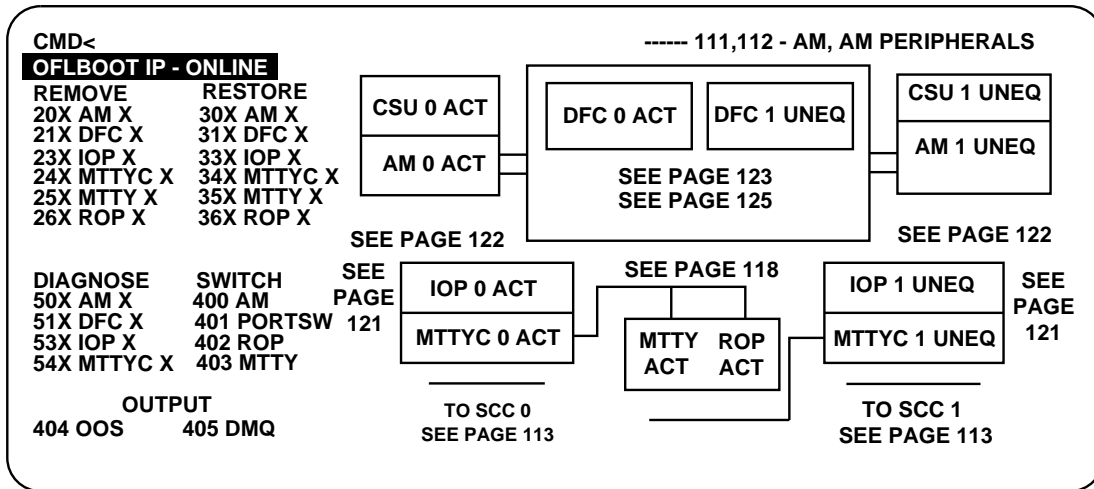 CMD<
------ 111,112 - AM, AM PERIPHERALS
OFLBOOT IP - ONLINE
REMOVE RESTORE
20X AM X 30X AM X
21X DFC X 31X DFC X
23X IOP X 33X IOP X
24X MTTYC X 34X MTTYC X
25X MTTY X 35X MTTY X
26X ROP X 36X ROP X
DIAGNOSE SWITCH
50X AM X 400 AM
51X DFC X 401 PORTSW
53X IOP X 402 ROP
54X MTTYC X 403 MTTY
OUTPUT
404 OOS 405 DMQ
CSU 0 ACT
AM 0 ACT
SEE PAGE 122
DFC 0 ACT
DFC 1 UNEQ
SEE PAGE 123
SEE PAGE 125
CSU 1 UNEQ
AM 1 UNEQ
SEE PAGE 122
SEE
PAGE
121
IOP 0 ACT
MTTYC 0 ACT
TO SCC 0
SEE PAGE 113
SEE PAGE 118
MTTY ROP
ACT ACT
IOP 1 UNEQ
MTTYC 1 UNEQ
SEE
PAGE
121
TO SCC 1
SEE PAGE 113